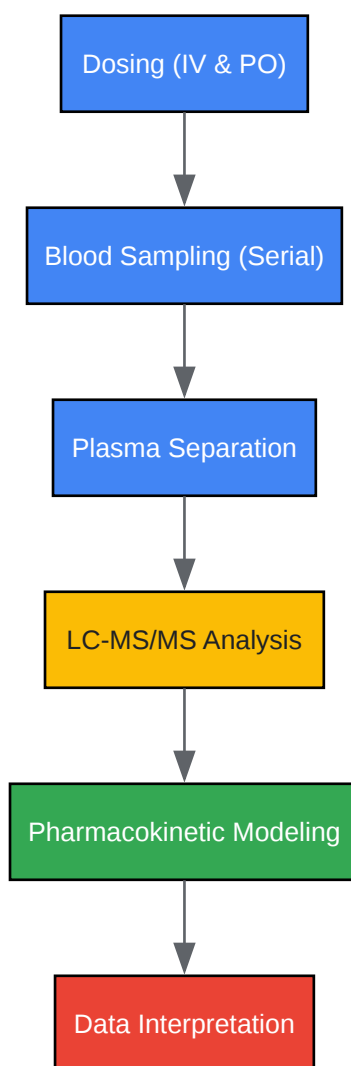 Dosing (IV & PO)
Blood Sampling (Serial)
Plasma Separation
LC-MS/MS Analysis
Pharmacokinetic Modeling
Data Interpretation